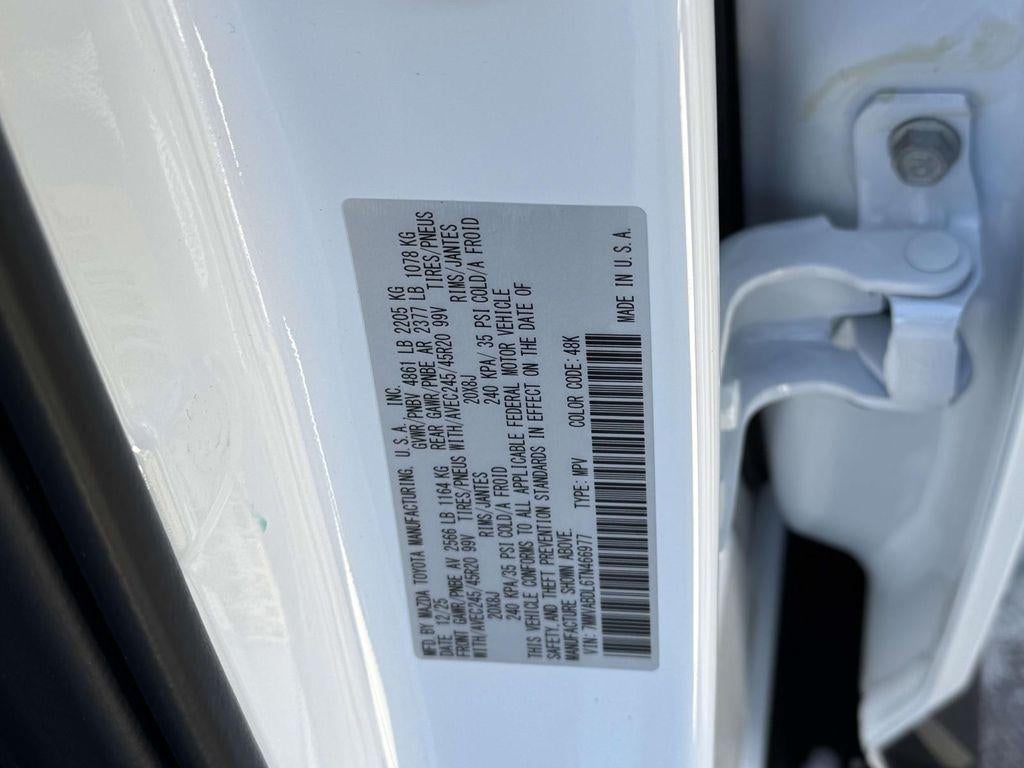 MFD BY MAZDA TOYOTA MANUFACTURING, U.S.A., INC.
DATE 12/25 GVWR/PNBV 4861 LB 2205 KG
FRONT GAWR/PNBE AV 2566 LB 1164 KG REAR GAWR/PNBE AR 2377 LB 1078 KG
WITH/AVEC245/45R20 99V TIRES/PNEUS WITH/AVEC245/45R20 99V TIRES/PNEUS
20X8J RIMS/JANTES 20X8J RIMS/JANTES
240 KPA/35 PSI COLD/A FROID 240 KPA/ 35 PSI COLD/A FROID
THIS VEHICLE CONFORMS TO ALL APPLICABLE FEDERAL MOTOR VEHICLE
SAFETY AND THEFT PREVENTION STANDARDS IN EFFECT ON THE DATE OF
MANUFACTURE SHOWN ABOVE.
VIN: 7MMVABDL6TN466977 TYPE: MPV COLOR CODE: 48K
MADE IN U.S.A.